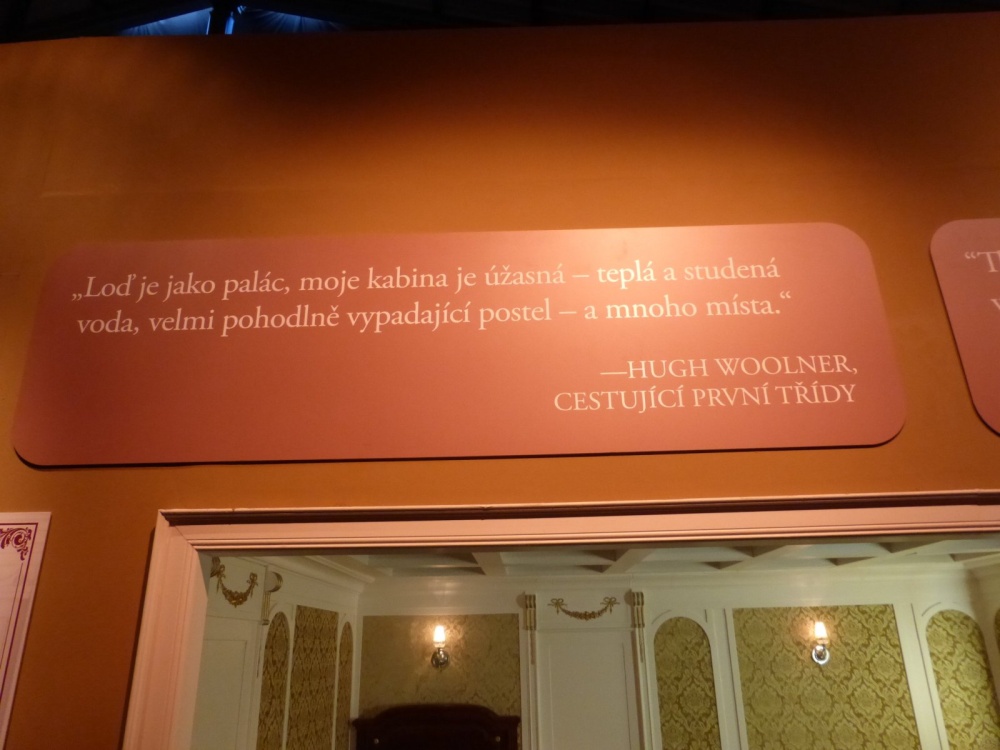 „Loď je jako palác, moje kabina je úžasná – teplá a studená
voda, velmi pohodlně vypadající postel – a mnoho místa.“
—HUGH WOOLNER,
CESTUJÍCÍ PRVNÍ TŘÍDY